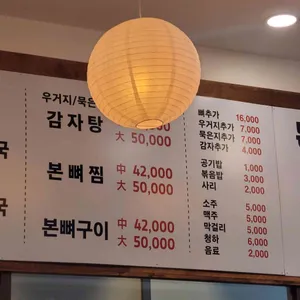 우거지/묵은
감자탕
,000
大 50,000
본뼈찜 中 42,000
大 50,000
본뼈구이 中 42,000
大 50,000
국
국
뼈추가 16,000
우거지추가 7,000
묵은지추가 7,000
감자추가 4,000
공기밥 1,000
볶음밥 3,000
사리 2,000
소주 5,000
맥주 5,000
막걸리 5,000
청하 6,000
음료 2,000